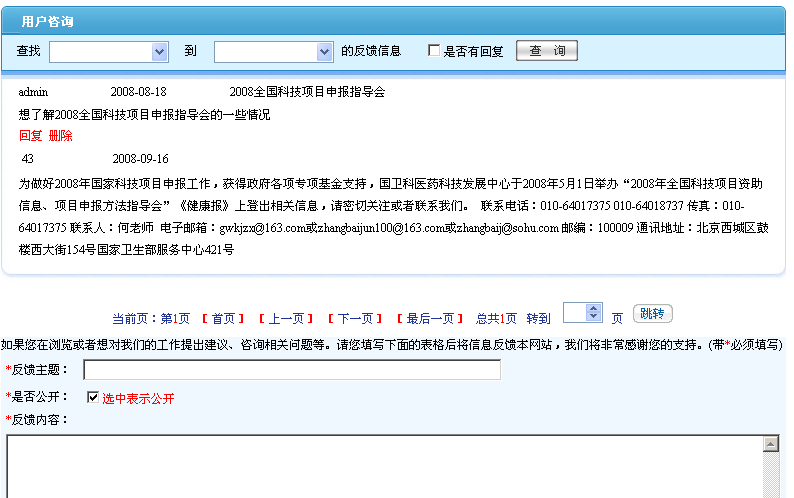 用户咨询
查找 到 的反馈信息 是否有回复 查 询
admin 2008-08-18 2008全国科技项目申报指导会
想了解2008全国科技项目申报指导会的一些情况
回复 删除
43 2008-09-16
为做好2008年国家科技项目申报工作，获得政府各项专项基金支持，国卫科医药科技发展中心于2008年5月1日举办“2008年全国科技项目资助
信息、项目申报方法指导会”《健康报》上登出相关信息，请密切关注或者联系我们。 联系电话：010-64017375 010-64018737 传真：010-
64017375 联系人：何老师 电子邮箱：gwkjzx@163.com或zhangbaijun100@163.com或zhangbaij@sohu.com 邮编：100009 通讯地址：北京西城区鼓
楼西大街154号国家卫生部服务中心421号
当前页：第1页 【 首页 】 【 上一页 】 【 下一页 】 【 最后一页 】 总共1页 转到 页 跳转
如果您在浏览或者想对我们的工作提出建议、咨询相关问题等。请您填写下面的表格后将信息反馈本网站，我们将非常感谢您的支持。(带*必须填写)
*反馈主题：
*是否公开： 选中表示公开
*反馈内容：